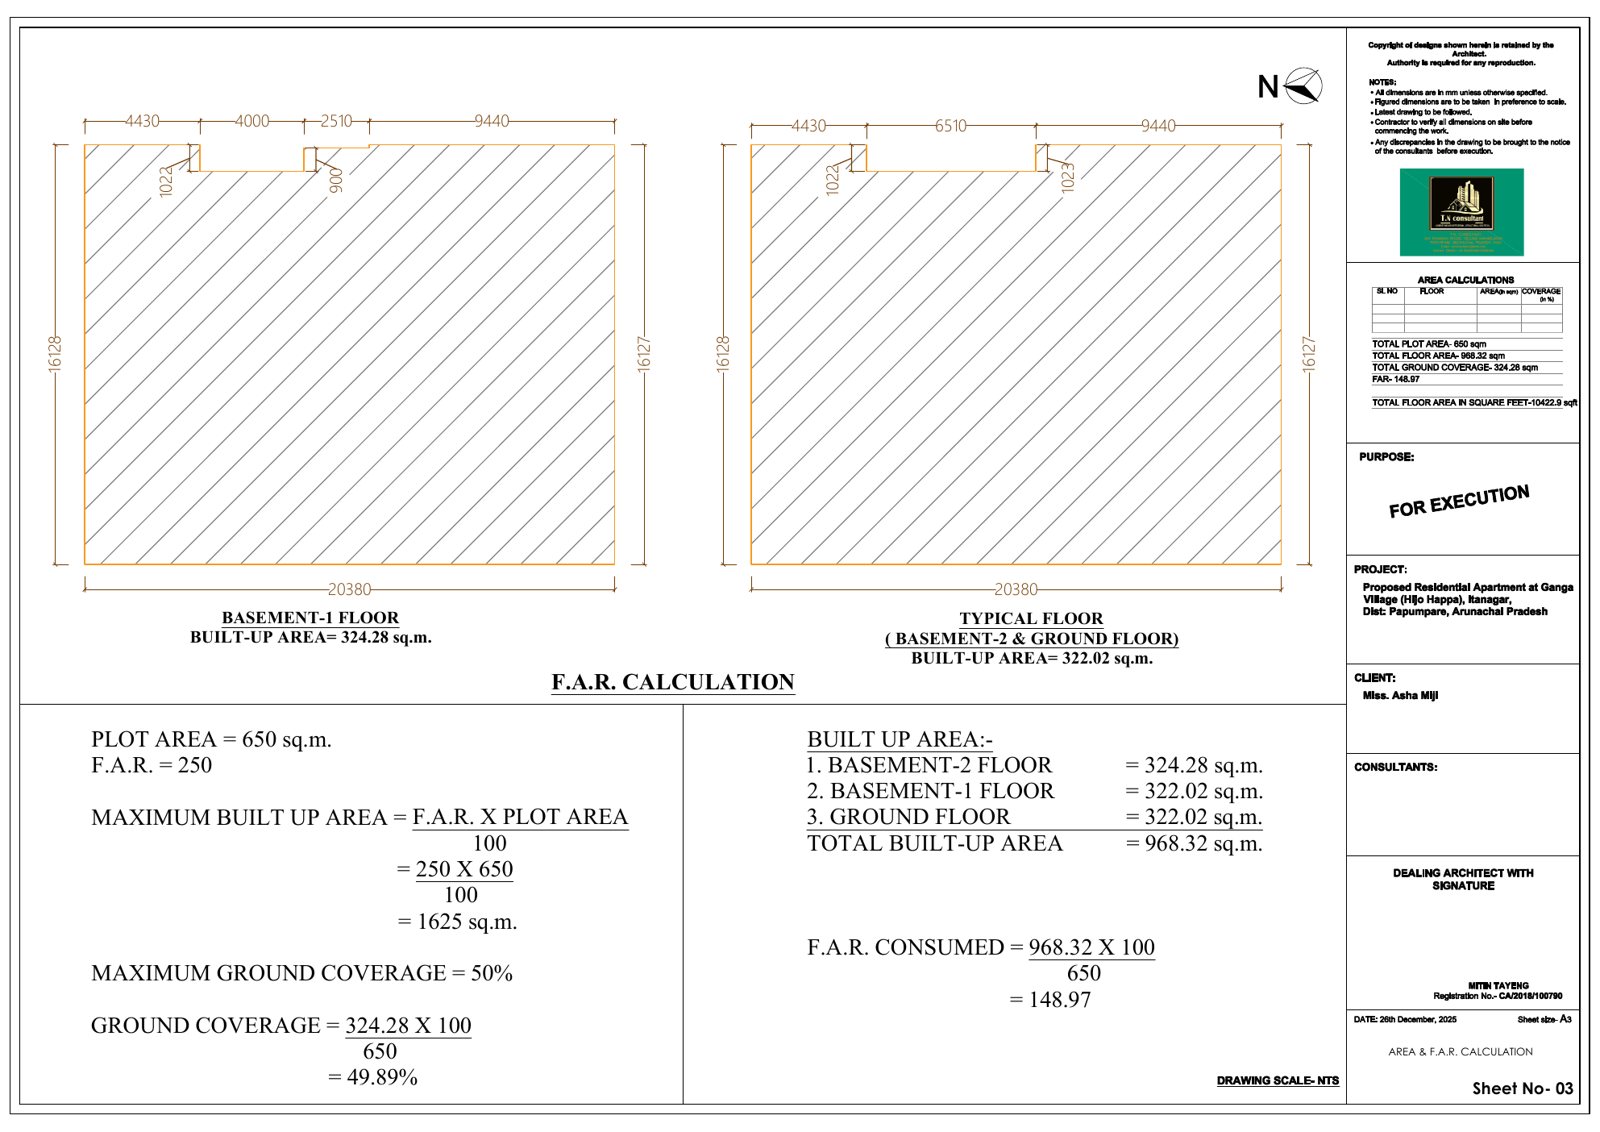 N
4430
4000
2510
9440
1022
900
16128
16127
20380
BASEMENT-1 FLOOR
BUILT-UP AREA= 324.28 sq.m.
4430
6510
9440
1022
1023
16128
16127
20380
TYPICAL FLOOR
( BASEMENT-2 & GROUND FLOOR)
BUILT-UP AREA= 322.02 sq.m.
F.A.R. CALCULATION
PLOT AREA = 650 sq.m.
F.A.R. = 250
MAXIMUM BUILT UP AREA = F.A.R. X PLOT AREA
100
= 250 X 650
100
= 1625 sq.m.
MAXIMUM GROUND COVERAGE = 50%
GROUND COVERAGE = 324.28 X 100
650
= 49.89%
BUILT UP AREA:-
1. BASEMENT-2 FLOOR = 324.28 sq.m.
2. BASEMENT-1 FLOOR = 322.02 sq.m.
3. GROUND FLOOR = 322.02 sq.m.
TOTAL BUILT-UP AREA = 968.32 sq.m.
F.A.R. CONSUMED = 968.32 X 100
650
= 148.97
DRAWING SCALE- NTS
Copyright of designs shown herein is retained by the
Architect.
Authority is required for any reproduction.
NOTES:
• All dimensions are in mm unless otherwise specified.
• Figured dimensions are to be taken in preference to scale.
• Latest drawing to be followed.
• Contractor to verify all dimensions on site before
commencing the work.
• Any discrepancies in the drawing to be brought to the notice
of the consultants before execution.
T.N consultant
AREA CALCULATIONS
SL NO FLOOR AREA(in sqm) COVERAGE
(in %)
TOTAL PLOT AREA- 650 sqm
TOTAL FLOOR AREA- 968.32 sqm
TOTAL GROUND COVERAGE- 324.28 sqm
FAR- 148.97
TOTAL FLOOR AREA IN SQUARE FEET-10422.9 sqft
PURPOSE:
FOR EXECUTION
PROJECT:
Proposed Residential Apartment at Ganga
Village (Hijo Happa), Itanagar,
Dist: Papumpare, Arunachal Pradesh
CLIENT:
Miss. Asha Miji
CONSULTANTS:
DEALING ARCHITECT WITH
SIGNATURE
MITIN TAYENG
Registration No.- CA/2018/100790
DATE: 26th December, 2025 Sheet size- A3
AREA & F.A.R. CALCULATION
Sheet No- 03